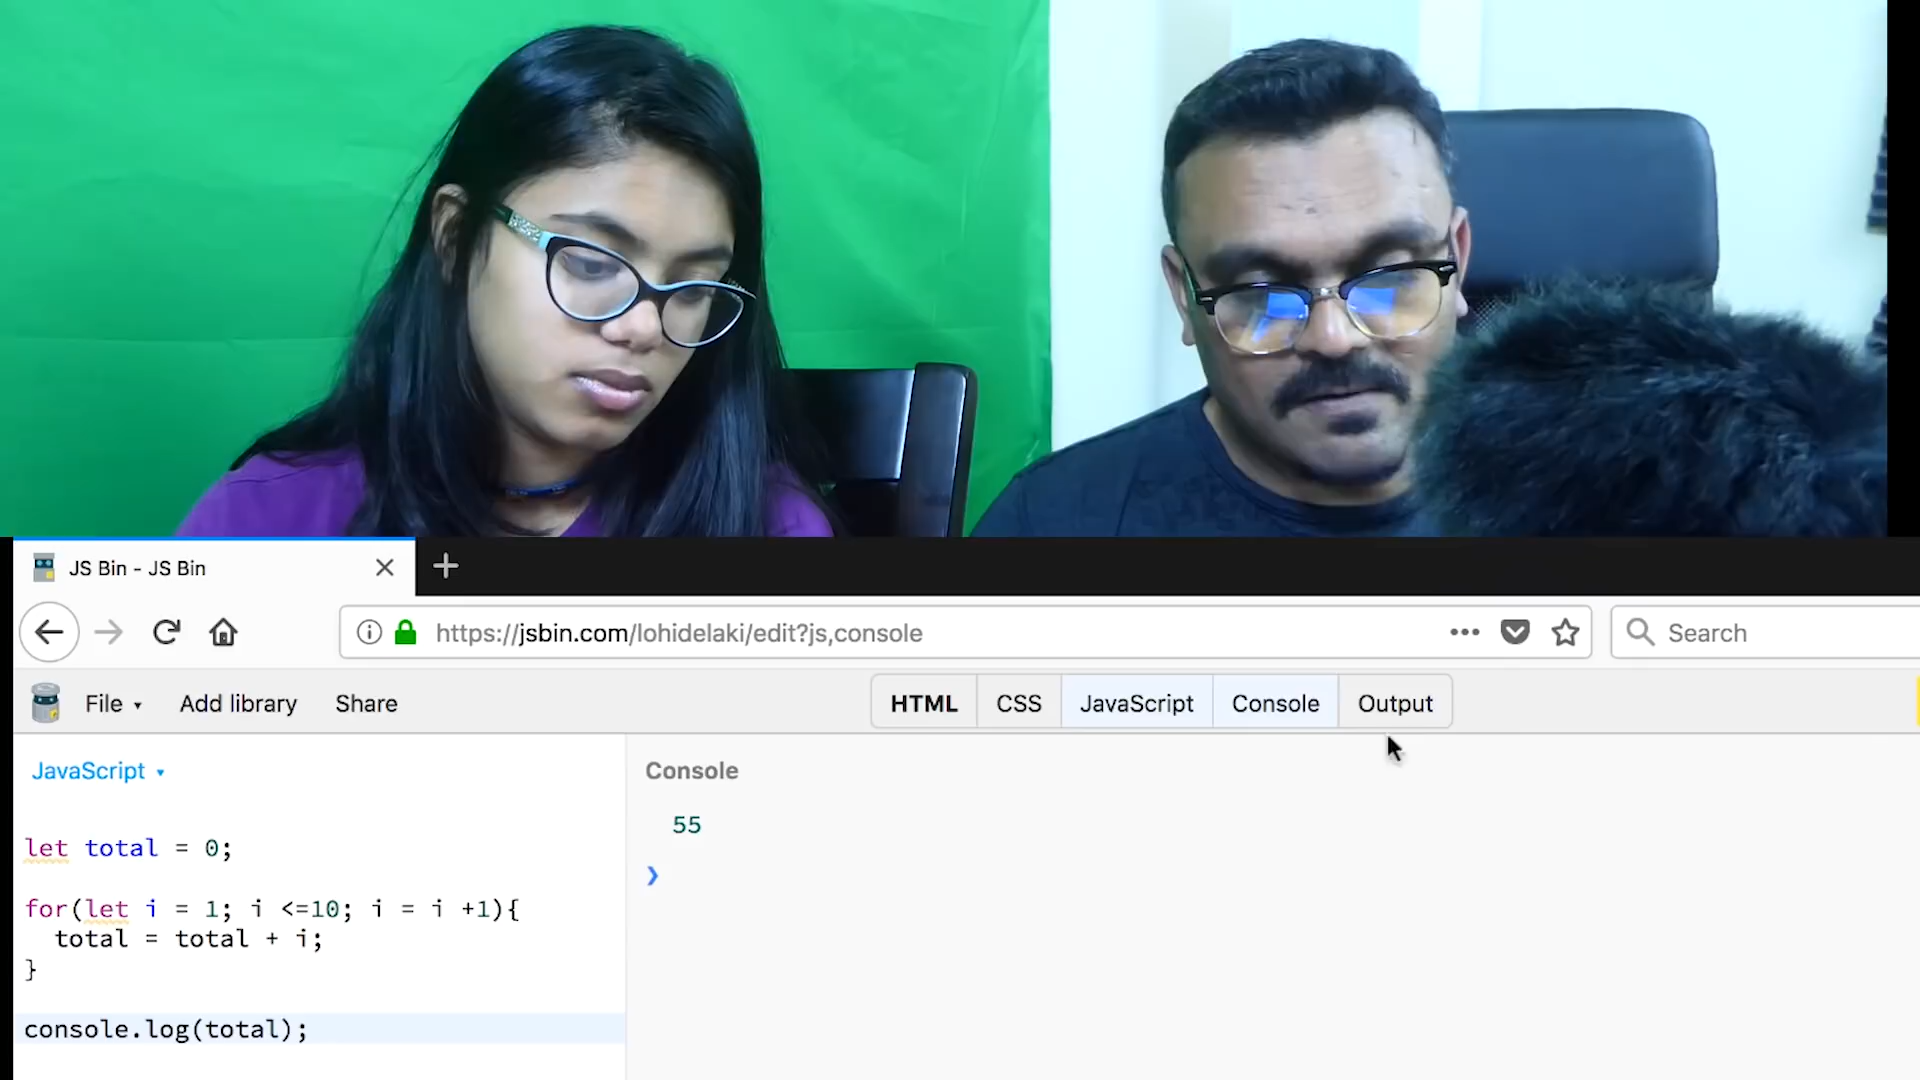 JS Bin - JS Bin
https://jsbin.com/lohidelaki/edit?js,console
Search
File
Add library
Share
HTML
CSS
JavaScript
Console
Output
JavaScript
Console
55
let total = 0;
for(let i = 1; i <=10; i = i +1){
total = total + i;
}
console.log(total);